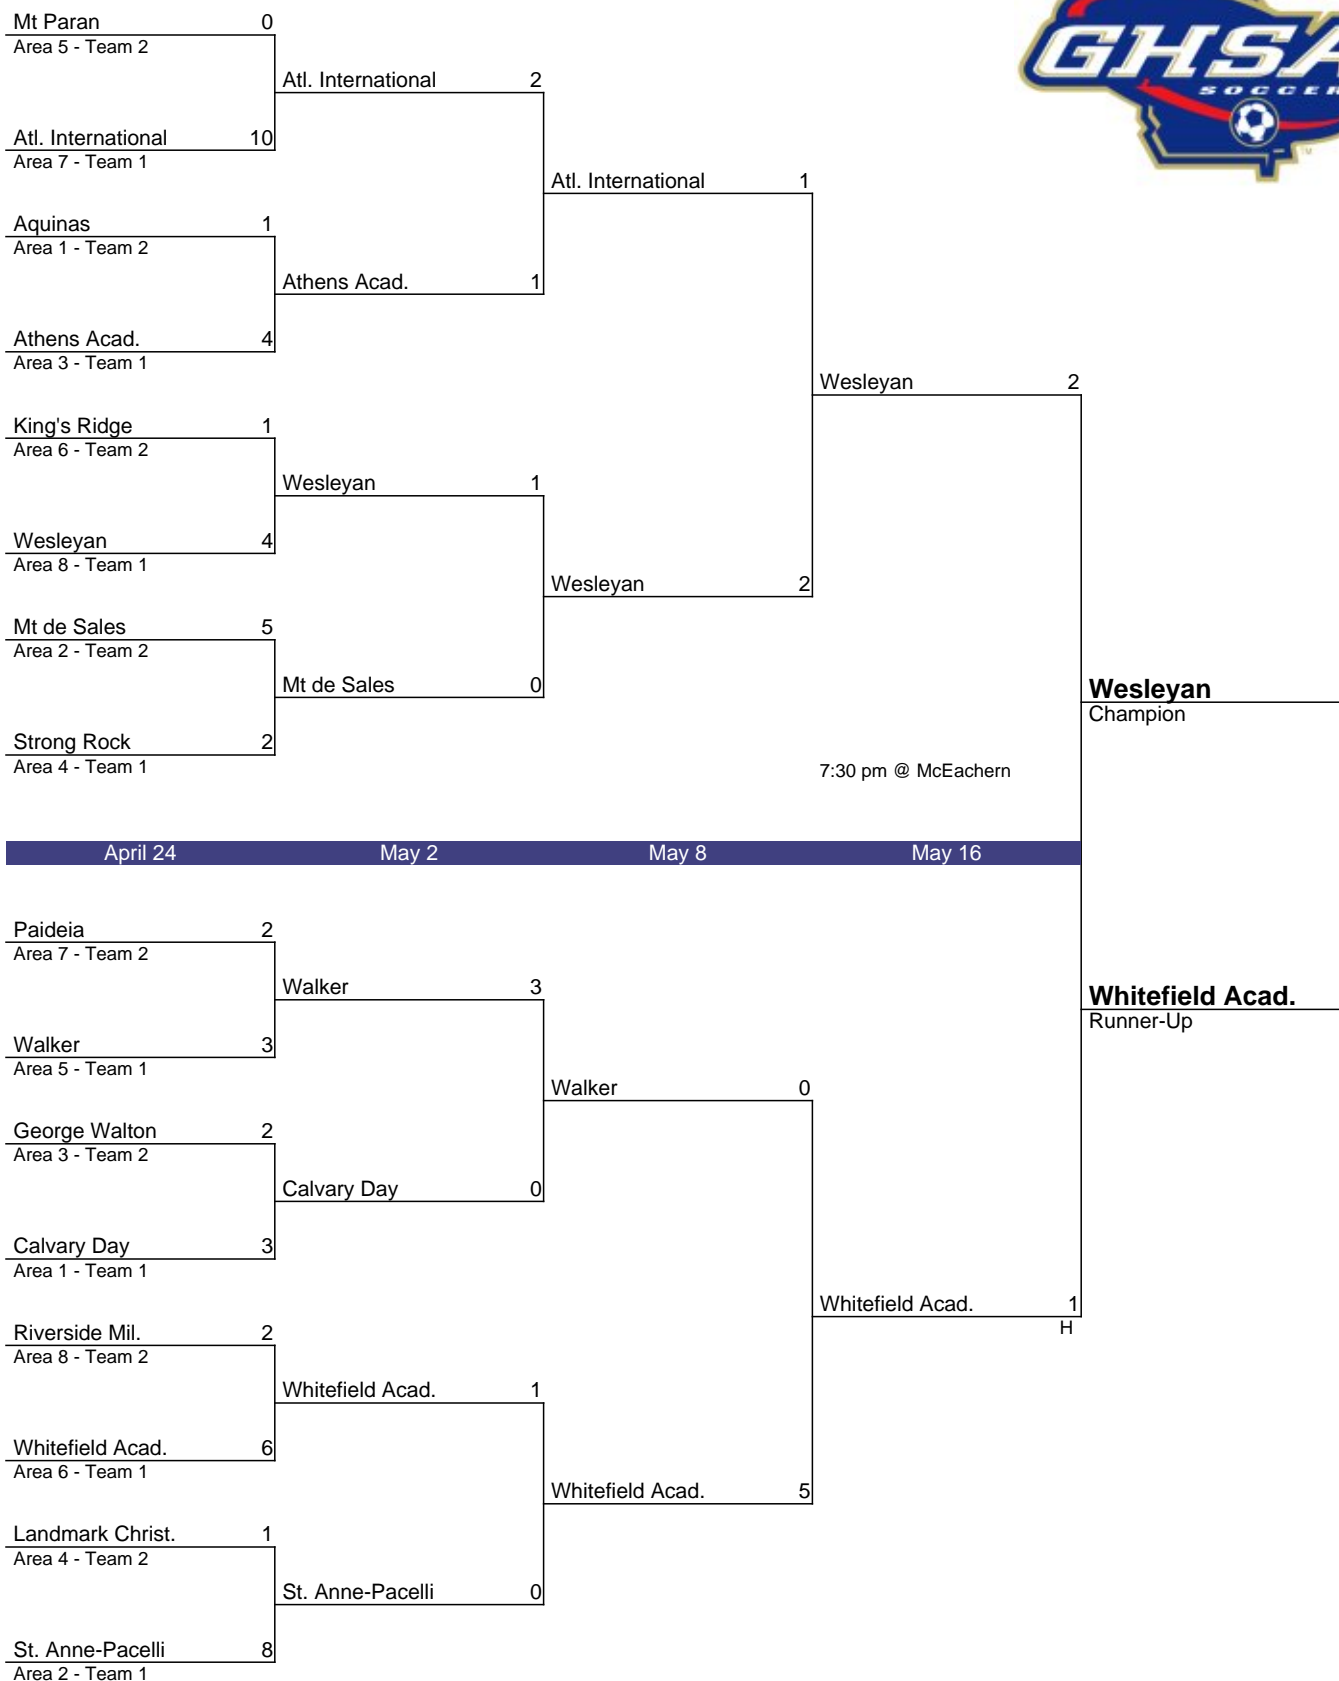 GHSA
SOCCER
Mt Paran 0
Area 5 - Team 2
Atl. International 2
Atl. International 10
Area 7 - Team 1
Atl. International 1
Aquinas 1
Area 1 - Team 2
Athens Acad. 1
Athens Acad. 4
Area 3 - Team 1
Wesleyan 2
King's Ridge 1
Area 6 - Team 2
Wesleyan 1
Wesleyan 4
Area 8 - Team 1
Wesleyan 2
Mt de Sales 5
Area 2 - Team 2
Mt de Sales 0
Wesleyan
Champion
Strong Rock 2
Area 4 - Team 1
7:30 pm @ McEachern
April 24 May 2 May 8 May 16
Paideia 2
Area 7 - Team 2
Walker 3
Whitefield Acad.
Runner-Up
Walker 3
Area 5 - Team 1
Walker 0
George Walton 2
Area 3 - Team 2
Calvary Day 0
Calvary Day 3
Area 1 - Team 1
Whitefield Acad. 1
H
Riverside Mil. 2
Area 8 - Team 2
Whitefield Acad. 1
Whitefield Acad. 6
Area 6 - Team 1
Whitefield Acad. 5
Landmark Christ. 1
Area 4 - Team 2
St. Anne-Pacelli 0
St. Anne-Pacelli 8
Area 2 - Team 1